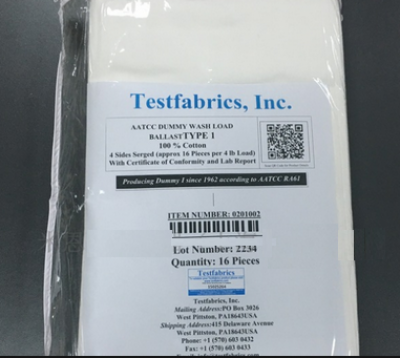 Testfabrics, Inc.
AATCC DUMMY WASH LOAD
BALLAST TYPE 1
100 % Cotton
4 Sides Serged (approx 16 Pieces per 4 lb Load)
With Certificate of Conformity and Lab Report
Producing Dummy I since 1962 according to AATCC RA61
ITEM NUMBER: 0201002
Lot Number: 2234
Quantity: 16 Pieces
Testfabrics
Testfabrics, Inc.
Mailing Address:PO Box 3026
West Pittston, PA18643USA
Shipping Address:415 Delaware Avenue
West Pittston, PA18643USA
Phone: +1 (570) 603 0432
Fax: +1 (570) 603 0433